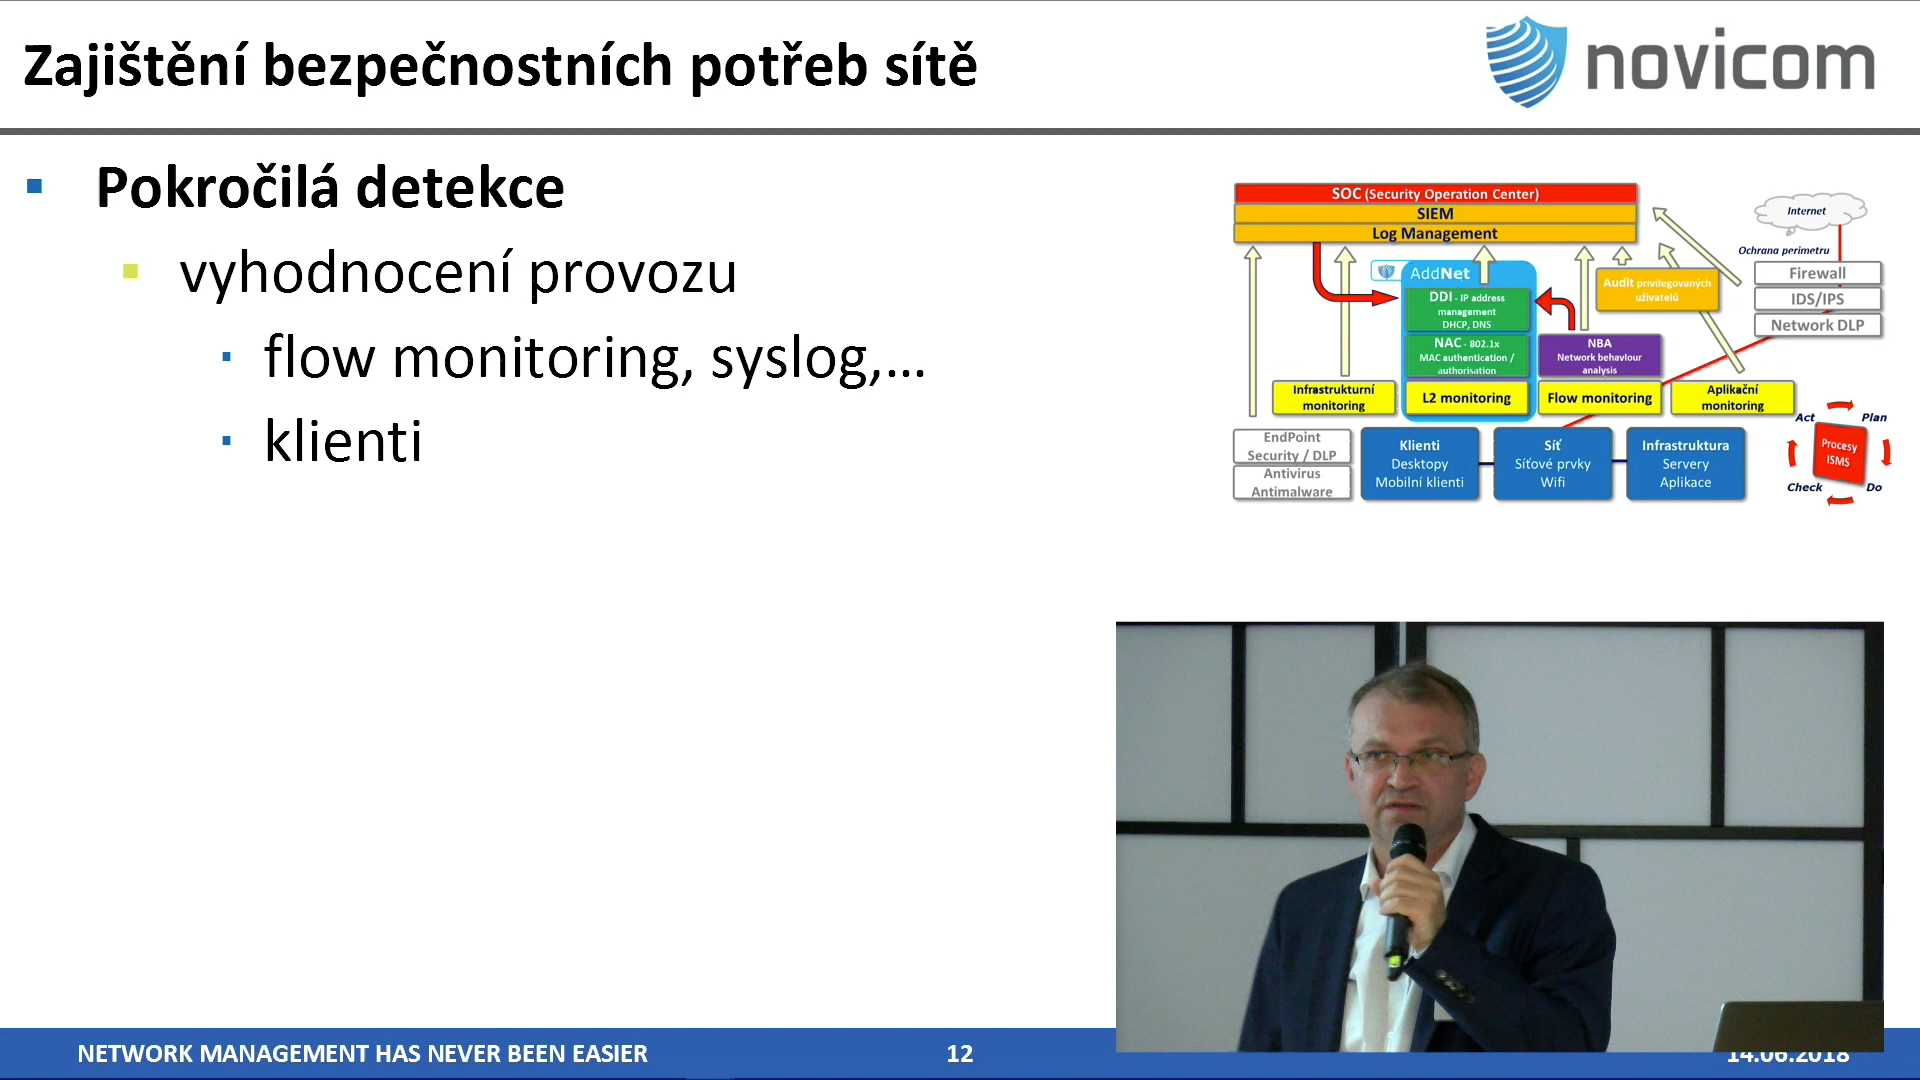 Zajištění bezpečnostních potřeb sítě
novicom
Pokročilá detekce
vyhodnocení provozu
flow monitoring, syslog,...
klienti
SOC (Security Operation Center)
SIEM
Log Management
AddNet
DDI - IP address
management
DHCP, DNS
NAC - 802.1x
MAC authentication /
authorisation
L2 monitoring
Infrastrukturní
monitoring
NBA
Network behaviour
analysis
Flow monitoring
Audit privilegovaných
uživatelů
Aplikační
monitoring
Internet
Ochrana perimetru
Firewall
IDS/IPS
Network DLP
EndPoint
Security / DLP
Antivirus
Antimalware
Klienti
Desktopy
Mobilní klienti
Síť
Síťové prvky
Wifi
Infrastruktura
Servery
Aplikace
Act
Plan
Procesy
ISMS
Check
Do
NETWORK MANAGEMENT HAS NEVER BEEN EASIER
12
14.06.2018